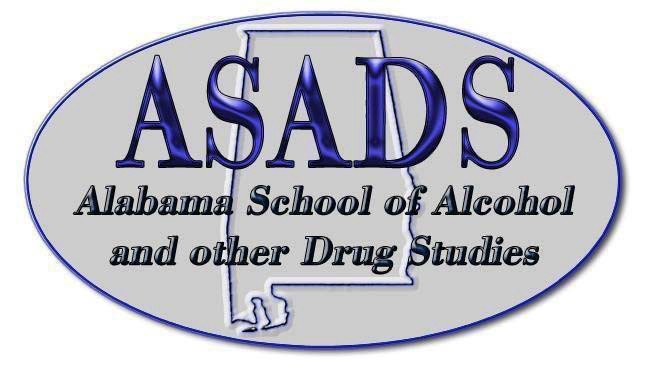 ASADS
Alabama School of Alcohol
and other Drug Studies